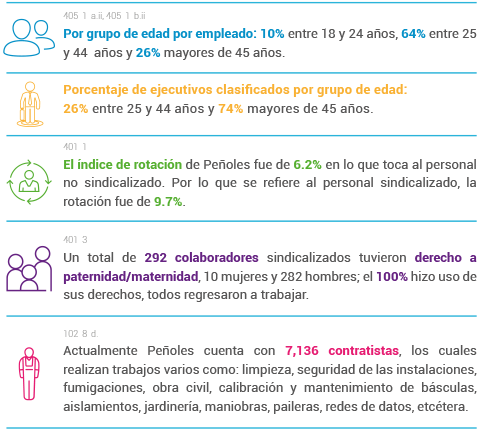 405 1 a.ii, 405 1 b.ii
Por grupo de edad por empleado: 10% entre 18 y 24 años, 64% entre 25
y 44 años y 26% mayores de 45 años.
Porcentaje de ejecutivos clasificados por grupo de edad:
26% entre 25 y 44 años y 74% mayores de 45 años.
401 1
El índice de rotación de Peñoles fue de 6.2% en lo que toca al personal
no sindicalizado. Por lo que se refiere al personal sindicalizado, la
rotación fue de 9.7%.
401 3
Un total de 292 colaboradores sindicalizados tuvieron derecho a
paternidad/maternidad, 10 mujeres y 282 hombres; el 100% hizo uso de
sus derechos, todos regresaron a trabajar.
102 8 d.
Actualmente Peñoles cuenta con 7,136 contratistas, los cuales
realizan trabajos varios como: limpieza, seguridad de las instalaciones,
fumigaciones, obra civil, calibración y mantenimiento de básculas,
aislamientos, jardinería, maniobras, paileras, redes de datos, etcétera.